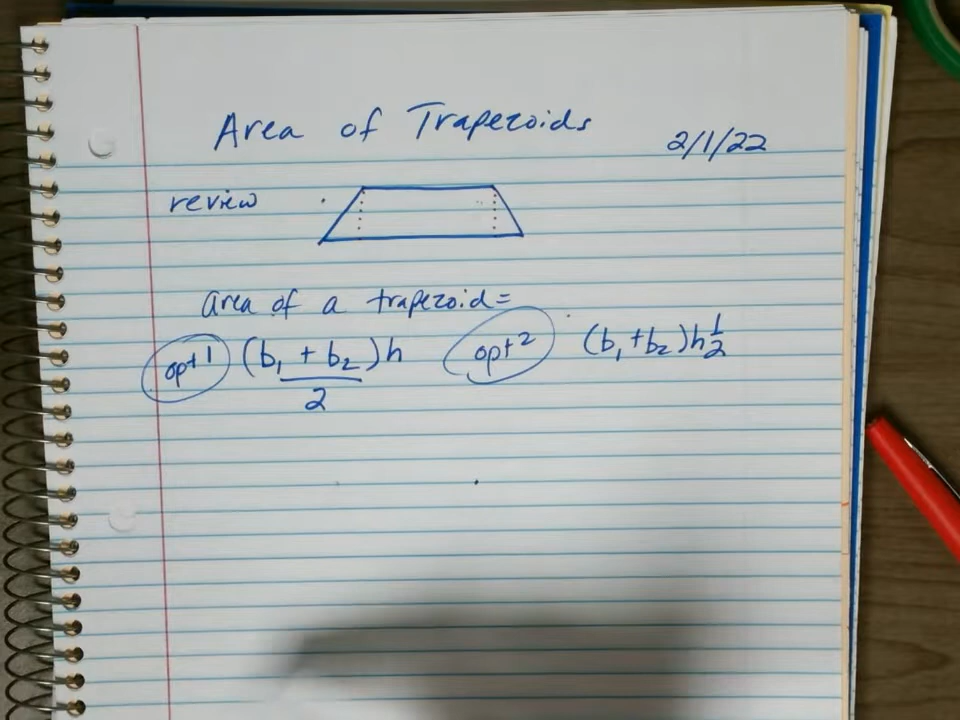 Area of Trapezoids
2/1/22
review
area of a trapezoid=
opt 1 (b₁ + b₂)h opt 2 (b₁+b₂)h ½
2